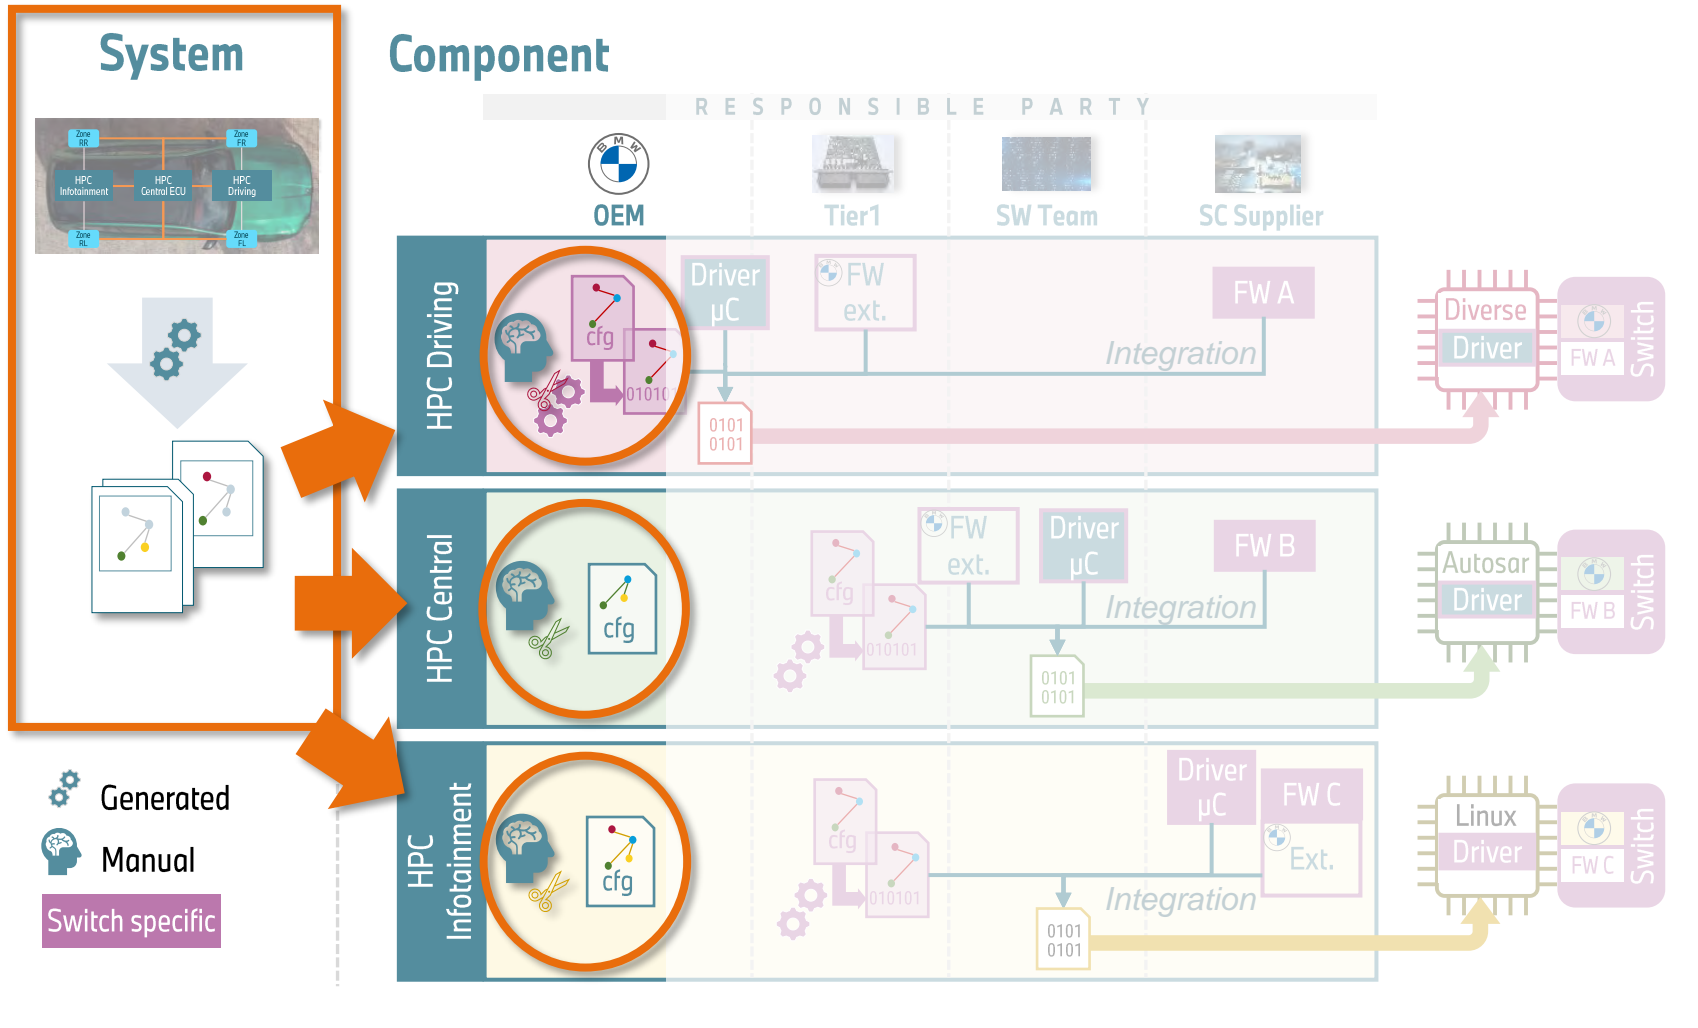 System
Component
RESPONSIBLE PARTY
Zone
RR
Zone
FR
HPC
Infotainment
HPC
Central ECU
HPC
Driving
Zone
RL
Zone
FL
BMW
OEM
Tier1
SW Team
SC Supplier
HPC Driving
cfg
010101
Driver
µC
FW
ext.
FW A
Integration
0101
0101
Diverse
Driver
FW A
Switch
HPC Central
cfg
cfg
010101
FW
ext.
Driver
µC
FW B
Integration
0101
0101
Autosar
Driver
FW B
Switch
HPC
Infotainment
cfg
cfg
010101
Driver
µC
FW C
Ext.
Integration
0101
0101
Linux
Driver
FW C
Switch
Generated
Manual
Switch specific